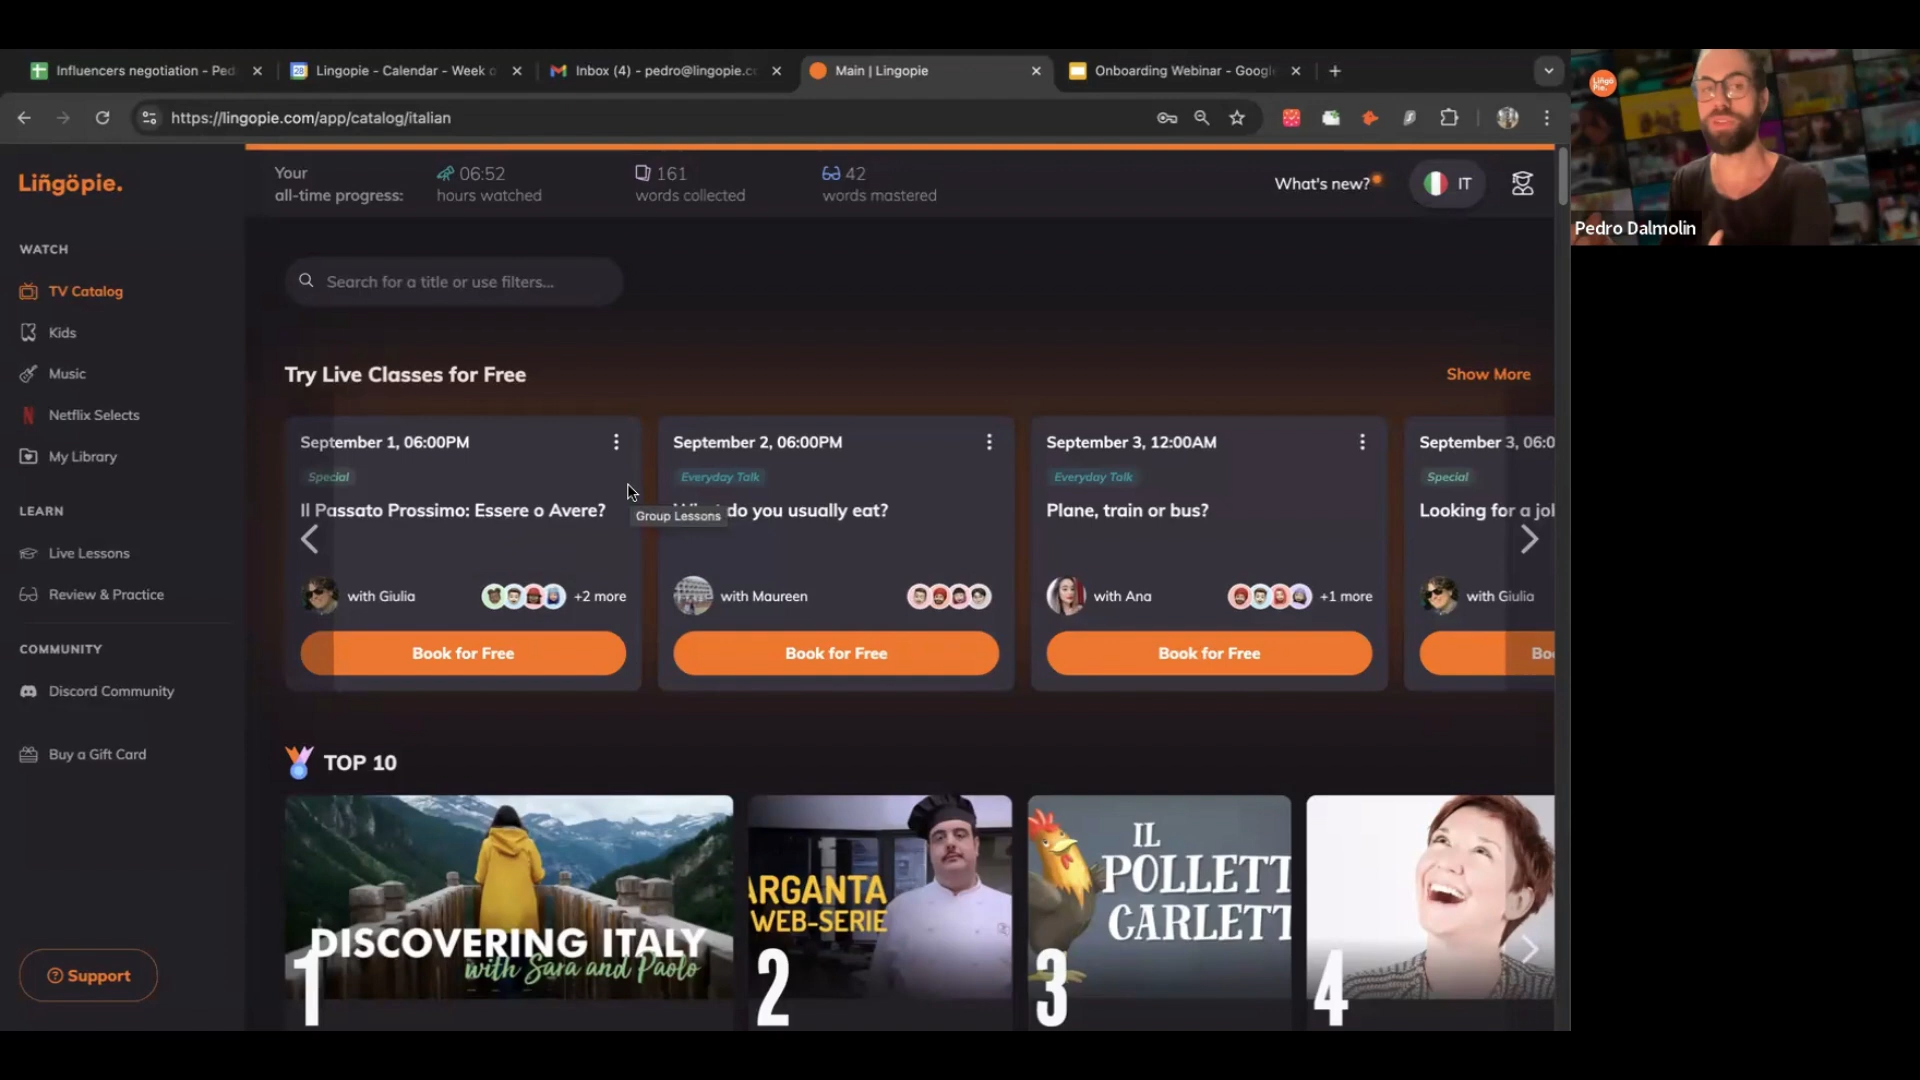 Influencers negotiation - Ped
Lingopie - Calendar - Week o
Inbox (4) - pedro@lingopie.co
Main | Lingopie
Onboarding Webinar - Googl
https://lingopie.com/app/catalog/italian
Liñgo
Pie.
Pedro Dalmolin
Liñgöpie.
Your
all-time progress:
06:52
hours watched
161
words collected
42
words mastered
What's new?
IT
WATCH
TV Catalog
Kids
Music
Netflix Selects
My Library
LEARN
Live Lessons
Review & Practice
COMMUNITY
Discord Community
Buy a Gift Card
Support
Search for a title or use filters...
Try Live Classes for Free
Show More
September 1, 06:00PM
Special
Il Passato Prossimo: Essere o Avere?
with Giulia
+2 more
Book for Free
September 2, 06:00PM
Everyday Talk
do you usually eat?
Group Lessons
with Maureen
Book for Free
September 3, 12:00AM
Everyday Talk
Plane, train or bus?
with Ana
+1 more
Book for Free
September 3, 06:0
Special
Looking for a jol
with Giulia
Boo
TOP 10
DISCOVERING ITALY
with Sara and Paolo
1
ARGANTA
WEB-SERIE
2
IL
POLLETT
CARLETT
3
4